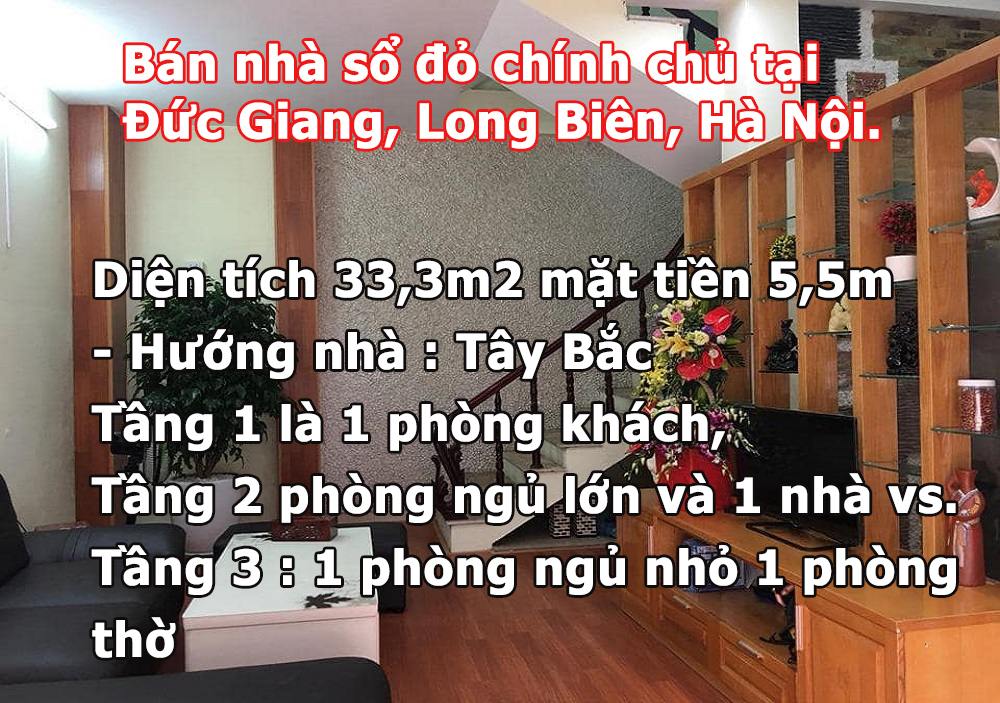 Bán nhà sổ đỏ chính chủ tại
Đức Giang, Long Biên, Hà Nội.
Diện tích 33,3m2 mặt tiền 5,5m
- Hướng nhà : Tây Bắc
Tầng 1 là 1 phòng khách,
Tầng 2 phòng ngủ lớn và 1 nhà vs.
Tầng 3 : 1 phòng ngủ nhỏ 1 phòng
thờ